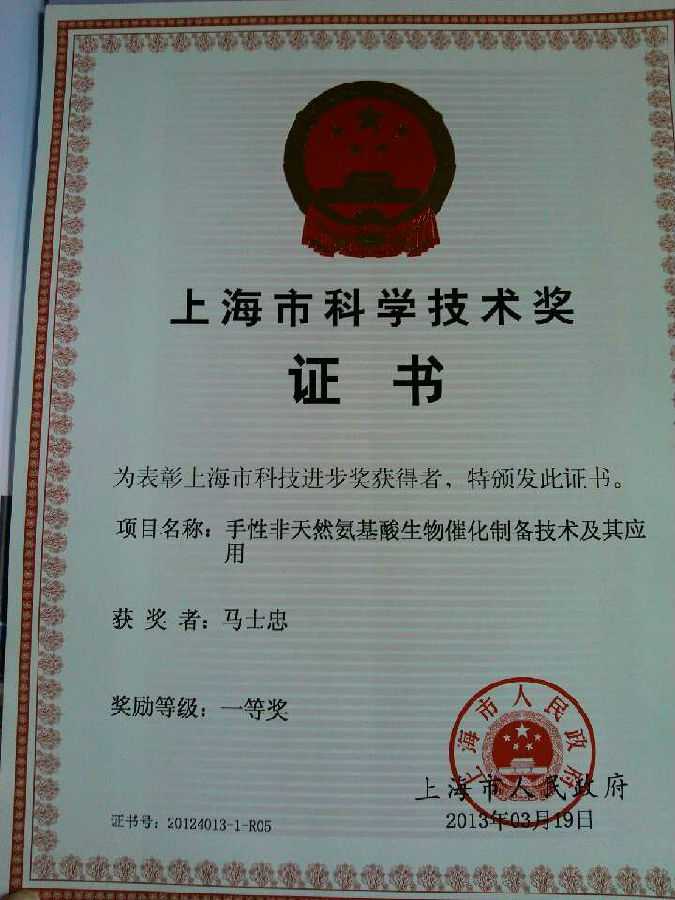 上海市科学技术奖
证书
为表彰上海市科技进步奖获得者，特颁发此证书。
项目名称：手性非天然氨基酸生物催化制备技术及其应
用
获奖者：马士忠
奖励等级：一等奖
上海市人民政府
上海市人民政府
2013年03月19日
证书号：20124013-1-R05